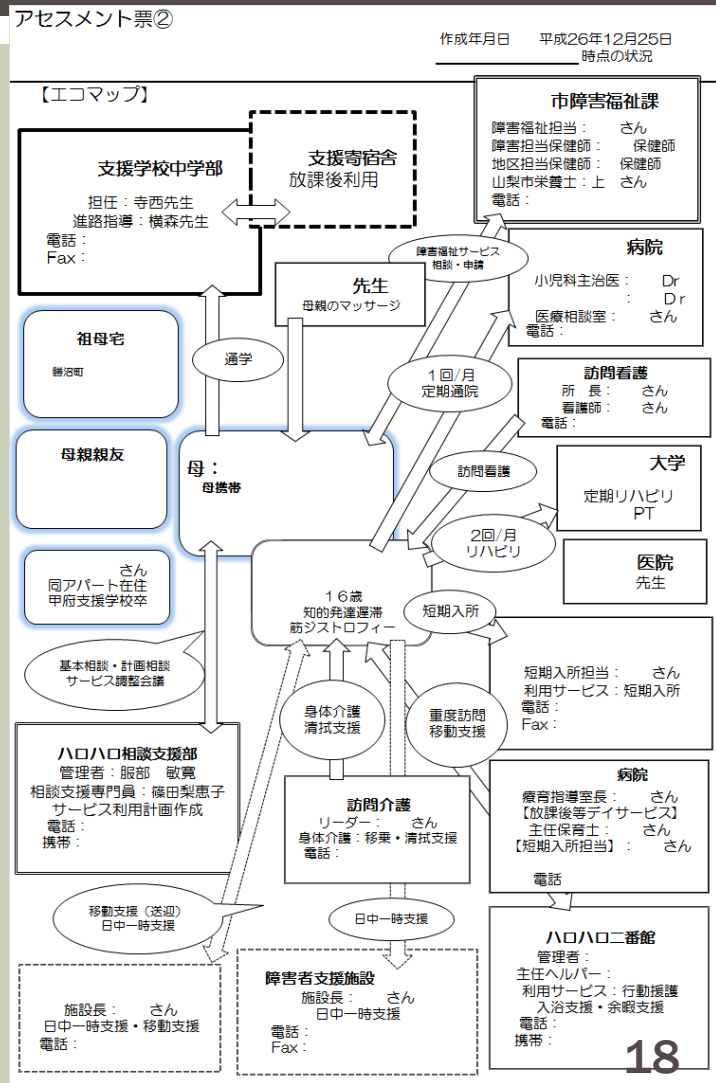 アセスメント票②
作成年月日　平成26年12月25日
時点の状況
【エコマップ】
支援学校中学部
担任：寺西先生
進路指導：横森先生
電話：
Fax：
支援寄宿舎
放課後利用
市障害福祉課
障害福祉担当：　　さん
障害担当保健師：　　保健師
地区担当保健師：　保健師
山梨市栄養士：上　さん
電話：
障害福祉サービス
相談・申請
先生
母親のマッサージ
病院
小児科主治医：　　Dr
：　　Dr
医療相談室：　　さん
電話：
祖母宅
勝沼町
通学
1回/月
定期通院
訪問看護
所　長：　　さん
看護師：　　さん
電話：
母親親友
母：
母携帯
訪問看護
大学
定期リハビリ
PT
2回/月
リハビリ
医院
先生
さん
同アパート在住
甲府支援学校卒
16歳
知的発達遅滞
筋ジストロフィー
短期入所
基本相談・計画相談
サービス調整会議
短期入所担当：　　さん
利用サービス：短期入所
電話：
Fax：
身体介護
清拭支援
重度訪問
移動支援
ハロハロ相談支援部
管理者：服部　敏寛
相談支援専門員：篠田梨恵子
サービス利用計画作成
電話：
携帯：
訪問介護
リーダー：　　さん
身体介護：移乗・清拭支援
電話：
病院
療育指導室長：　　さん
【放課後等デイサービス】
主任保育士：　　さん
【短期入所担当】：　　さん
電話
移動支援（送迎）
日中一時支援
日中一時支援
ハロハロ二番館
管理者：
主任ヘルパー：
利用サービス：行動援護
入浴支援・余暇支援
電話：
携帯：
施設長：　　さん
日中一時支援・移動支援
電話：
障害者支援施設
施設長：　　さん
日中一時支援
電話：
Fax：
18